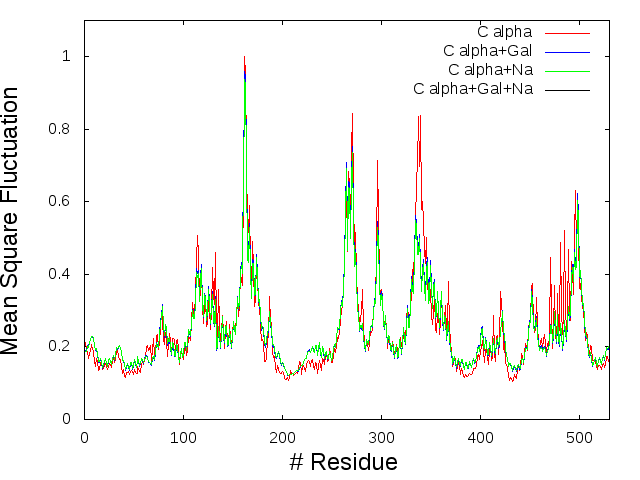 C alpha
C alpha+Gal
C alpha+Na
C alpha+Gal+Na
1
0.8
0.6
0.4
0.2
0
Mean Square Fluctuation
0 100 200 300 400 500
# Residue